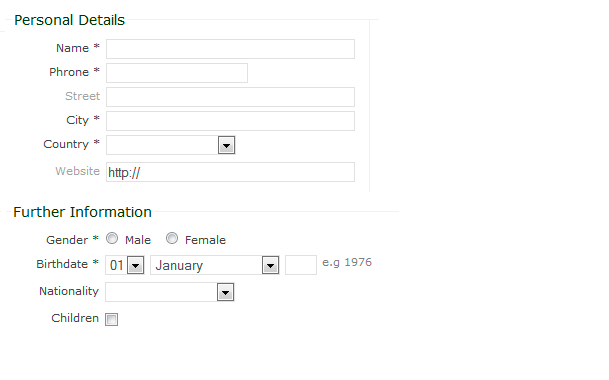 Personal Details
Name *
Phrone *
Street
City *
Country *
Website http://
Further Information
Gender * Male Female
Birthdate * 01 January e.g 1976
Nationality
Children